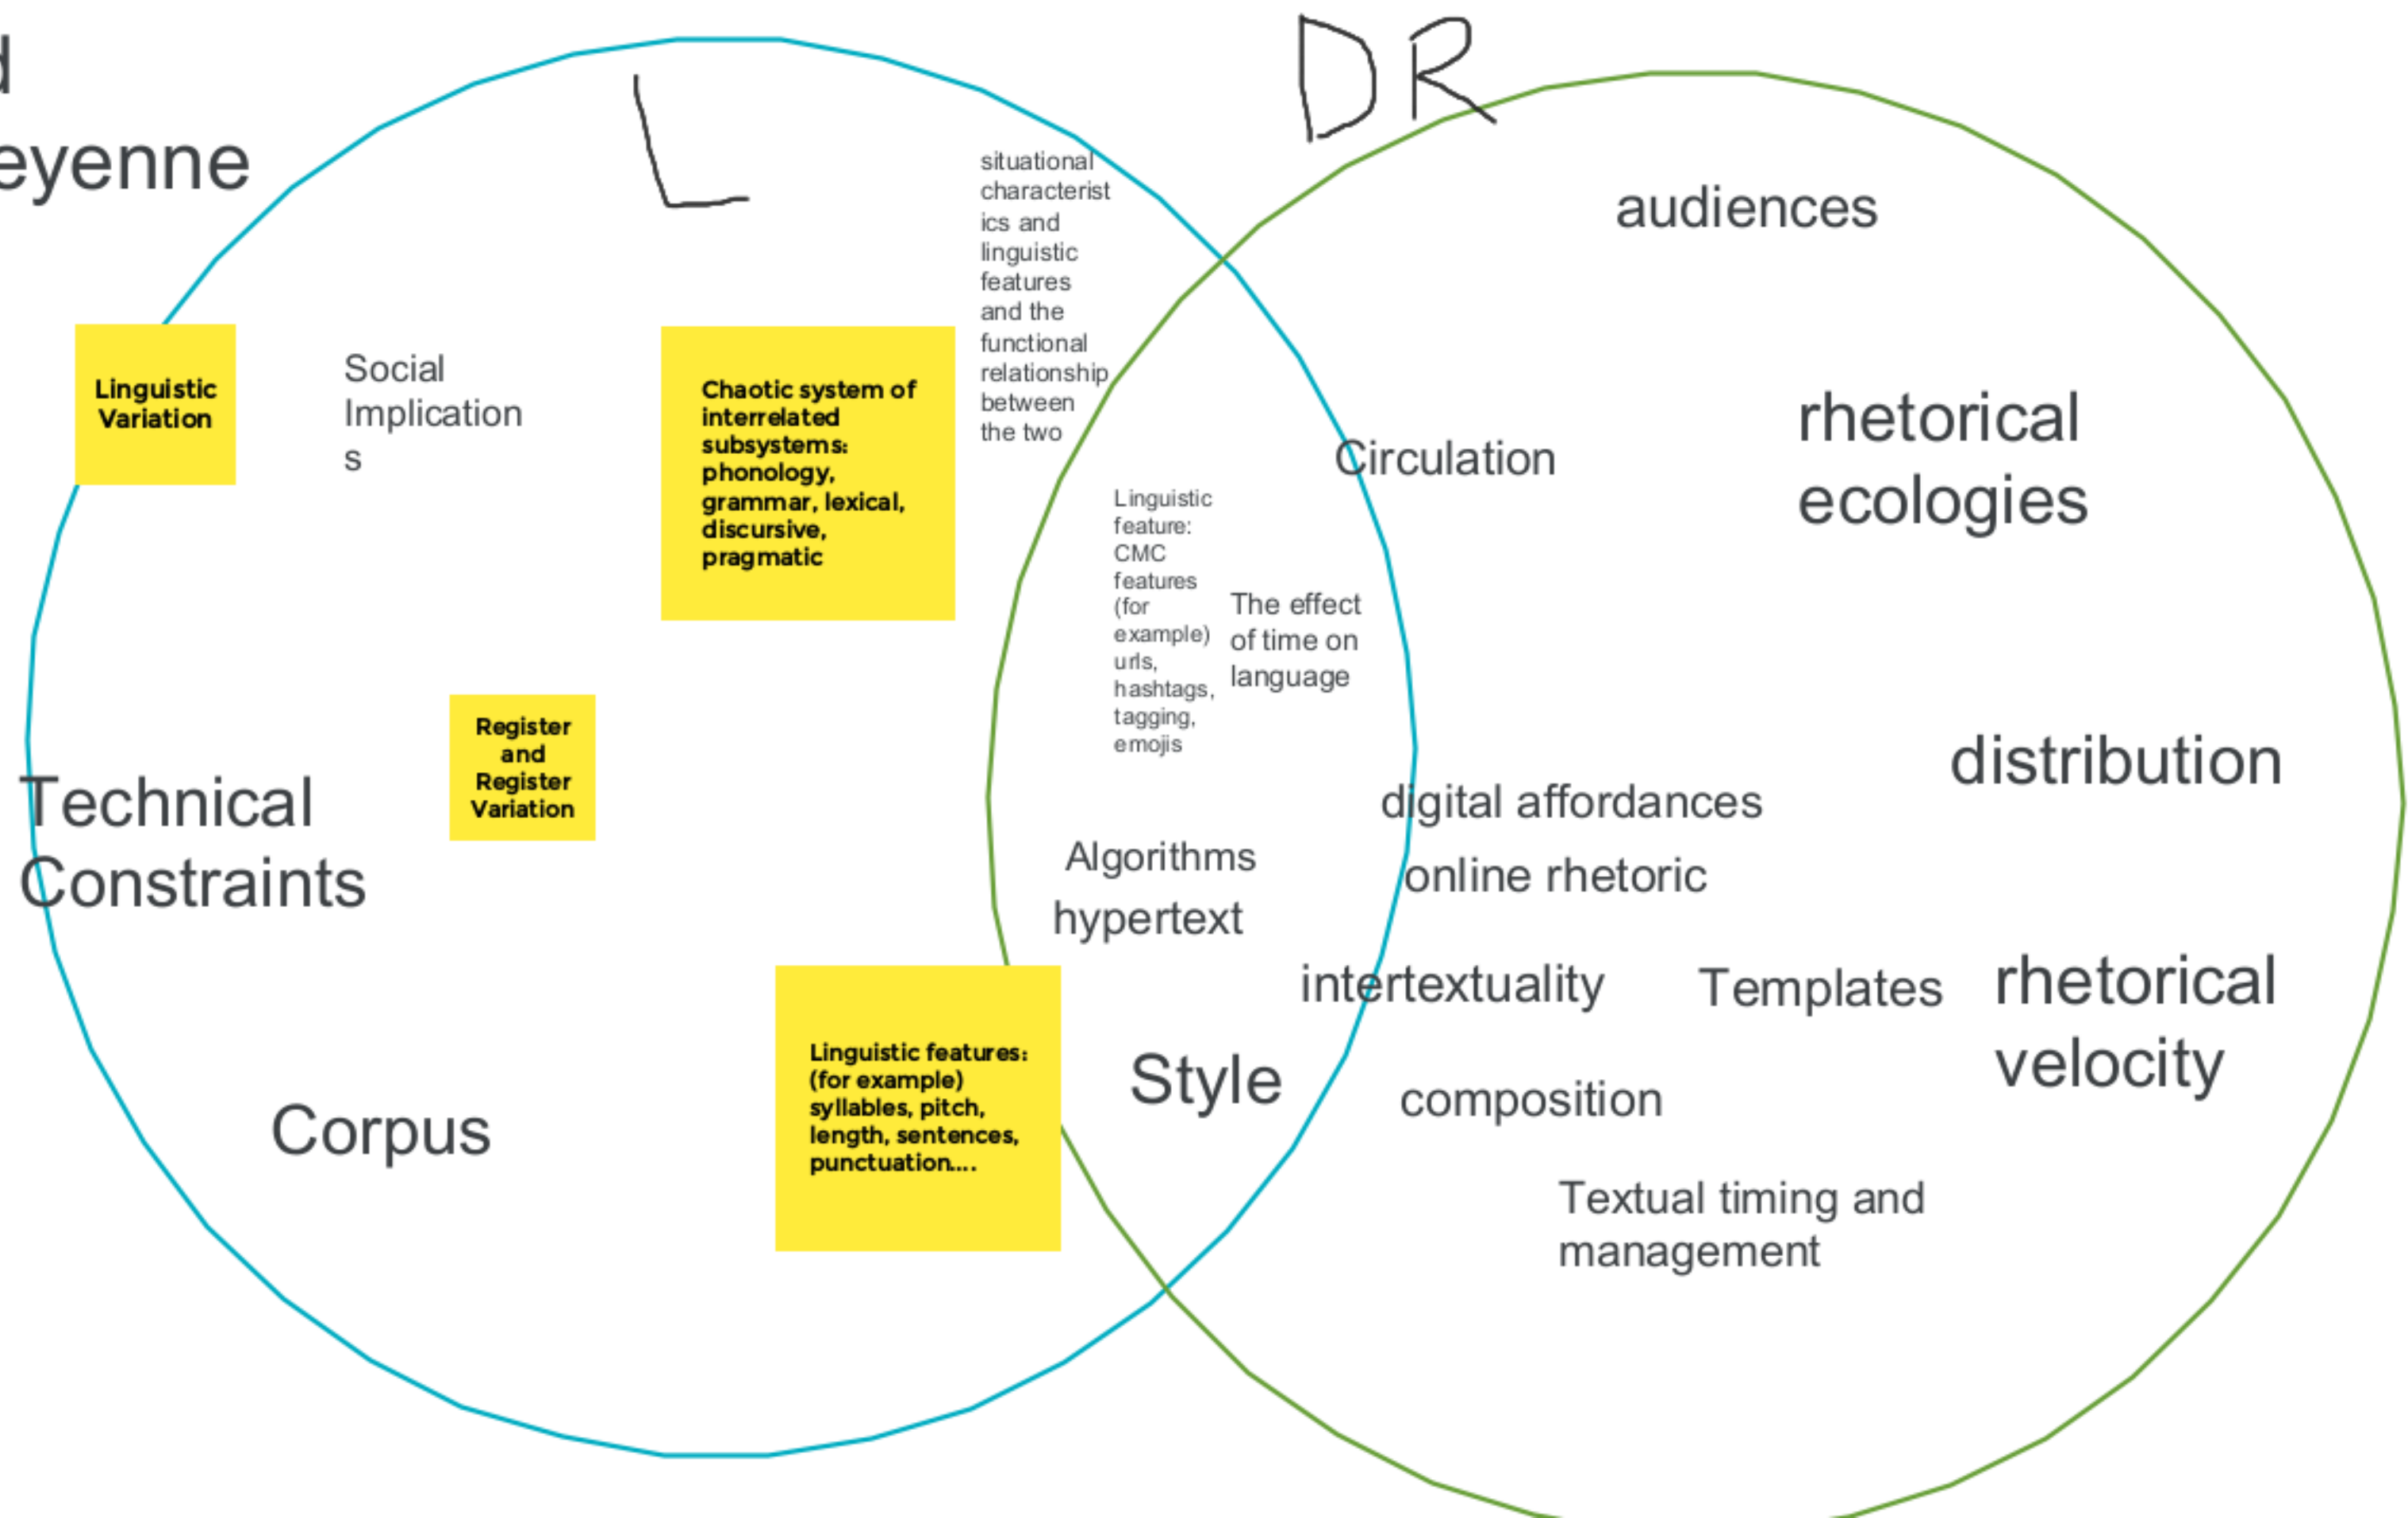 d
eyenne
L
DR
situational
characterist
ics and
linguistic
features
and the
functional
relationship
between
the two
audiences
Linguistic
Variation
Social
Implication
s
Chaotic system of
interrelated
subsystems:
phonology,
grammar, lexical,
discursive,
pragmatic
Circulation
rhetorical
ecologies
Linguistic
feature:
CMC
features
(for
example)
urls,
hashtags,
tagging,
emojis
The effect
of time on
language
Register
and
Register
Variation
Technical
Constraints
distribution
digital affordances
Algorithms
online rhetoric
hypertext
intertextuality
Templates
rhetorical
velocity
Linguistic features:
(for example)
syllables, pitch,
length, sentences,
punctuation....
Style
composition
Corpus
Textual timing and
management